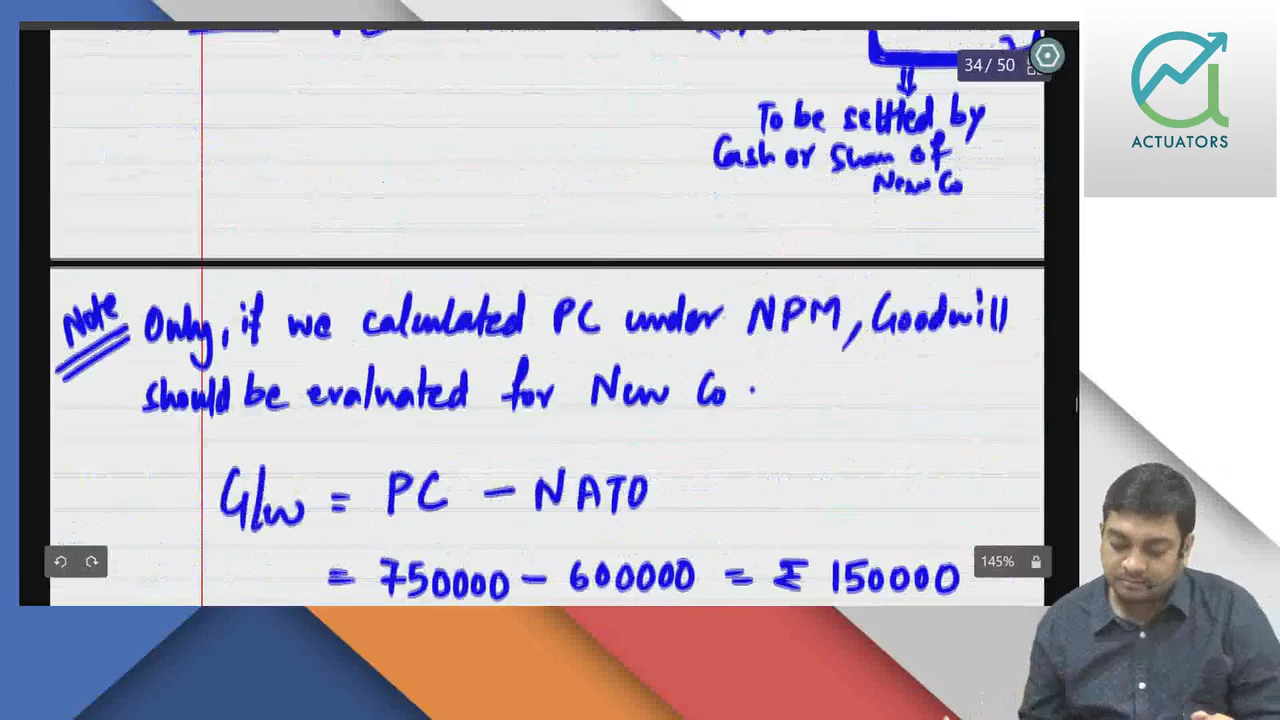 34 / 50
To be settled by
Cash or Share of
New Co
ACTUATORS
Note
Only, if we calculated PC under NPM, Goodwill
should be evaluated for New Co.
G/w = PC - NATO
= 750000 - 600000 = ₹ 150000
145%